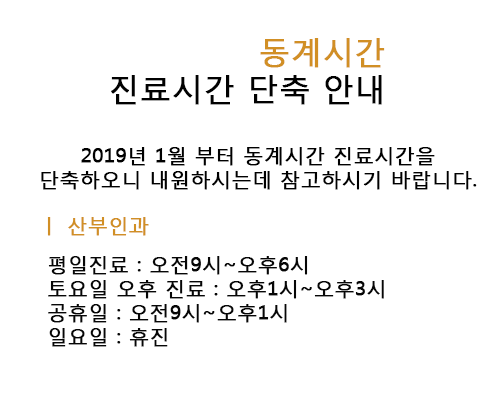 동계시간
진료시간 단축 안내
2019년 1월 부터 동계시간 진료시간을
단축하오니 내원하시는데 참고하시기 바랍니다.
| 산부인과
평일진료 : 오전9시~오후6시
토요일 오후 진료 : 오후1시~오후3시
공휴일 : 오전9시~오후1시
일요일 : 휴진